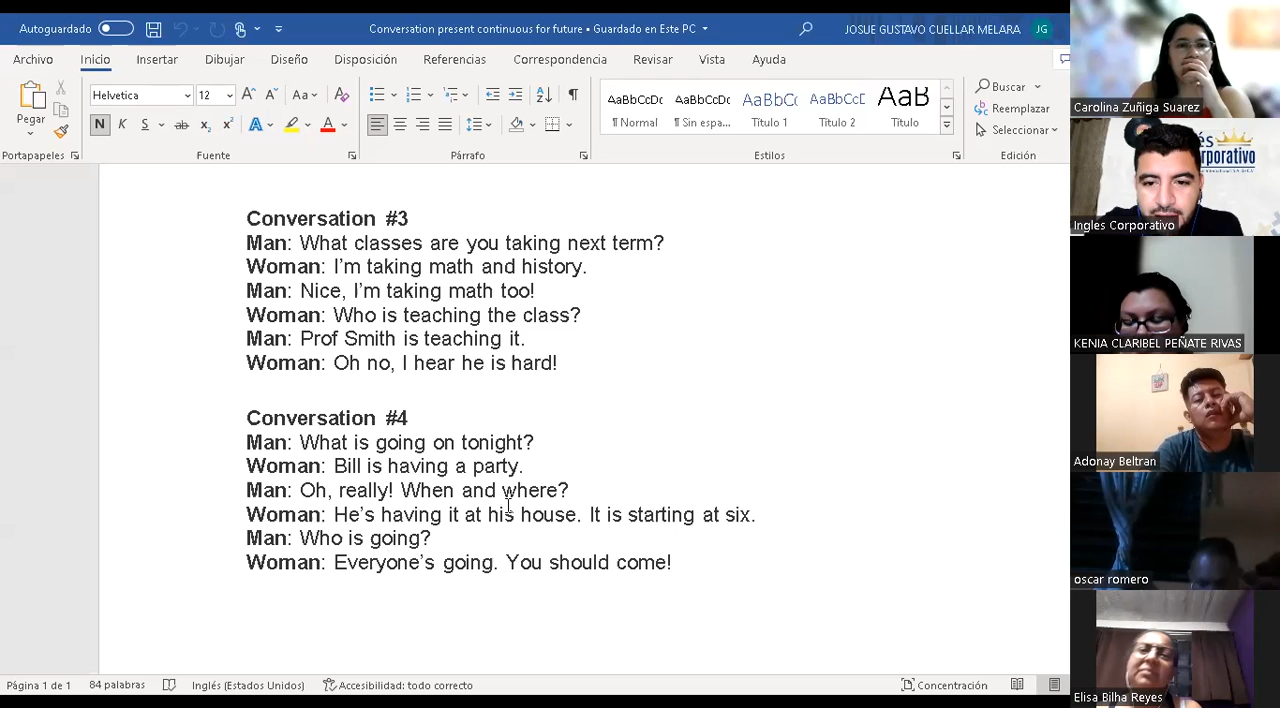 Autoguardado
Conversation present continuous for future • Guardado en Este PC
JOSUE GUSTAVO CUELLAR MELARA
JG
Archivo Inicio Insertar Dibujar Diseño Disposición Referencias Correspondencia Revisar Vista Ayuda
Pegar
Portapapeles
Helvetica 12
N K S ab x₂ x²
Fuente
Párrafo
AaBbCcDc AaBbCcDc AaBbCc AaBbCcD AaB
¶ Normal ¶ Sin espa... Título 1 Título 2 Título
Estilos
Buscar
Reemplazar
Seleccionar
Edición
Conversation #3
Man: What classes are you taking next term?
Woman: I'm taking math and history.
Man: Nice, I'm taking math too!
Woman: Who is teaching the class?
Man: Prof Smith is teaching it.
Woman: Oh no, I hear he is hard!
Conversation #4
Man: What is going on tonight?
Woman: Bill is having a party.
Man: Oh, really! When and where?
Woman: He's having it at his house. It is starting at six.
Man: Who is going?
Woman: Everyone's going. You should come!
Página 1 de 1 84 palabras Inglés (Estados Unidos) Accesibilidad: todo correcto Concentración
Carolina Zuñiga Suarez
Ingles Corporativo
KENIA CLARIBEL PEÑATE RIVAS
Adonay Beltran
oscar romero
Elisa Bilha Reyes